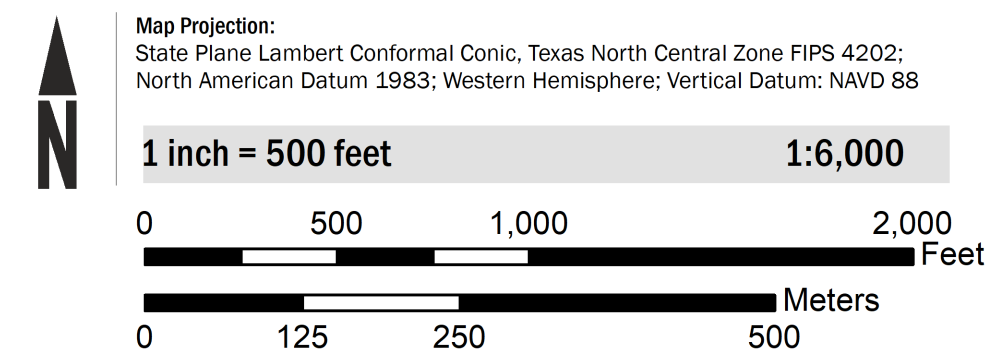 N
Map Projection:
State Plane Lambert Conformal Conic, Texas North Central Zone FIPS 4202;
North American Datum 1983; Western Hemisphere; Vertical Datum: NAVD 88
1 inch = 500 feet 1:6,000
0 500 1,000 2,000
Feet
Meters
0 125 250 500